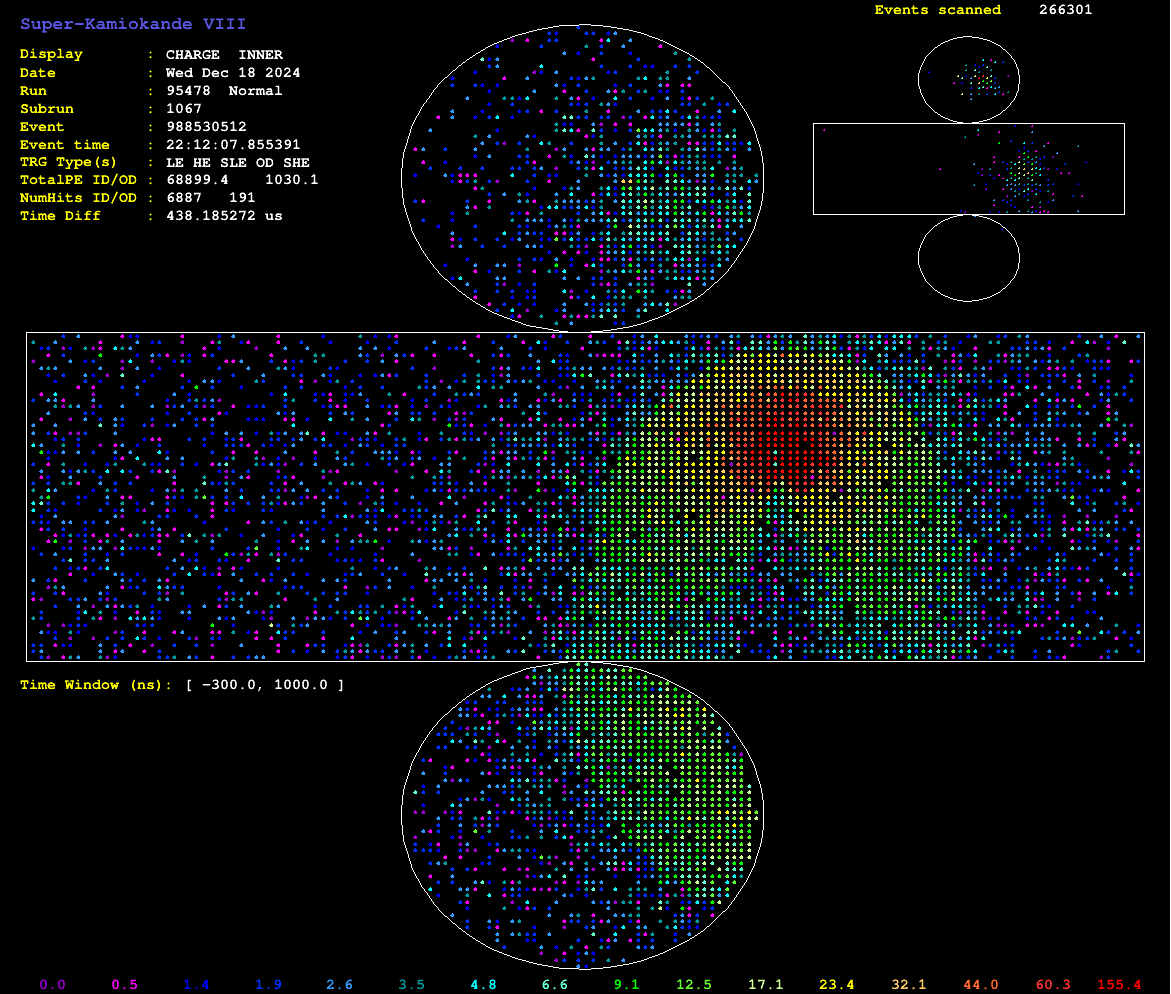 Super-Kamiokande VIII
Events scanned 266301
Display : CHARGE INNER
Date : Wed Dec 18 2024
Run : 95478 Normal
Subrun : 1067
Event : 988530512
Event time : 22:12:07.855391
TRG Type(s) : LE HE SLE OD SHE
TotalPE ID/OD : 68899.4 1030.1
NumHits ID/OD : 6887 191
Time Diff : 438.185272 us
Time Window (ns): [ -300.0, 1000.0 ]
0.0 0.5 1.4 1.9 2.6 3.5 4.8 6.6 9.1 12.5 17.1 23.4 32.1 44.0 60.3 155.4